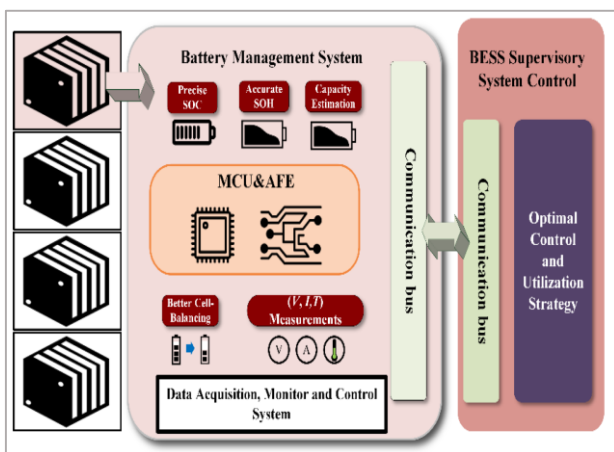 Battery Management System
Precise
SOC
Accurate
SOH
Capacity
Estimation
MCU&AFE
Better Cell-
Balancing
(V, I,T)
Measurements
V
A
Data Acquisition, Monitor and Control
System
Communication bus
BESS Supervisory
System Control
Communication bus
Optimal
Control
and
Utilization
Strategy